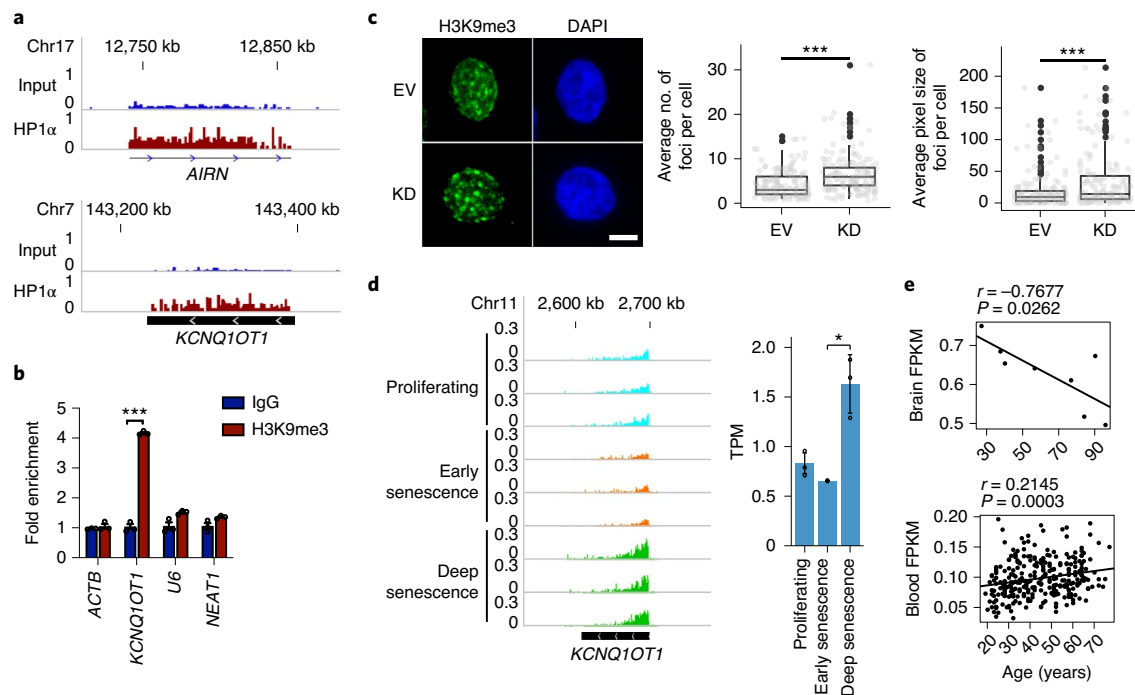 a
Chr17
12,750 kb
12,850 kb
Input
1
0
HP1α
1
0
AIRN
Chr7
143,200 kb
143,400 kb
Input
1
0
HP1α
1
0
KCNQ1OT1
b
Fold enrichment
5
4
3
2
1
0
***
IgG
H3K9me3
ACTB
KCNQ1OT1
U6
NEAT1
c
H3K9me3
DAPI
EV
KD
Average no. of
foci per cell
30
20
10
0
***
EV
KD
Average pixel size of
foci per cell
200
150
100
50
0
***
EV
KD
d
Chr11
2,600 kb
2,700 kb
0.3
0
0.3
Proliferating
0
0.3
0
0.3
0
Early
senescence
0.3
0
0.3
0
0.3
0
Deep
senescence
0.3
0
0.3
0
KCNQ1OT1
TPM
2.0
1.5
1.0
0.5
0
*
Proliferating
Early senescence
Deep senescence
e
r = –0.7677
P = 0.0262
Brain FPKM
0.7
0.6
0.5
30
50
70
90
r = 0.2145
P = 0.0003
Blood FPKM
0.20
0.15
0.10
0.05
20
30
40
50
60
70
Age (years)